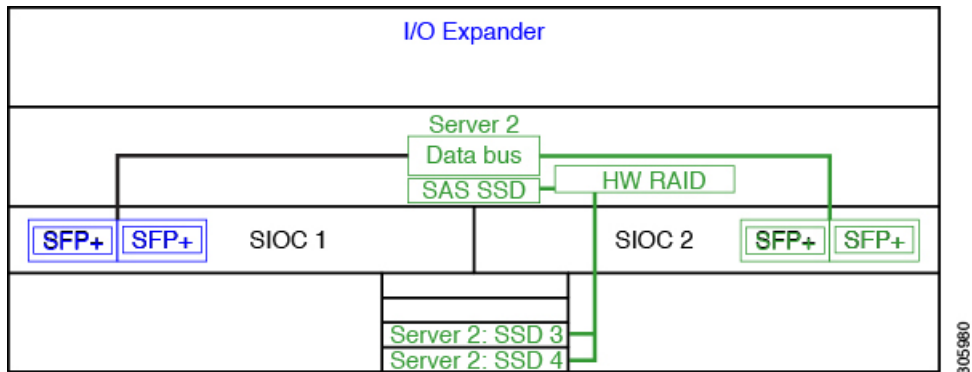 I/O Expander
Server 2
Data bus
SAS SSD
HW RAID
SFP+ SFP+ SIOC 1 SIOC 2 SFP+ SFP+
Server 2: SSD 3
Server 2: SSD 4
305980